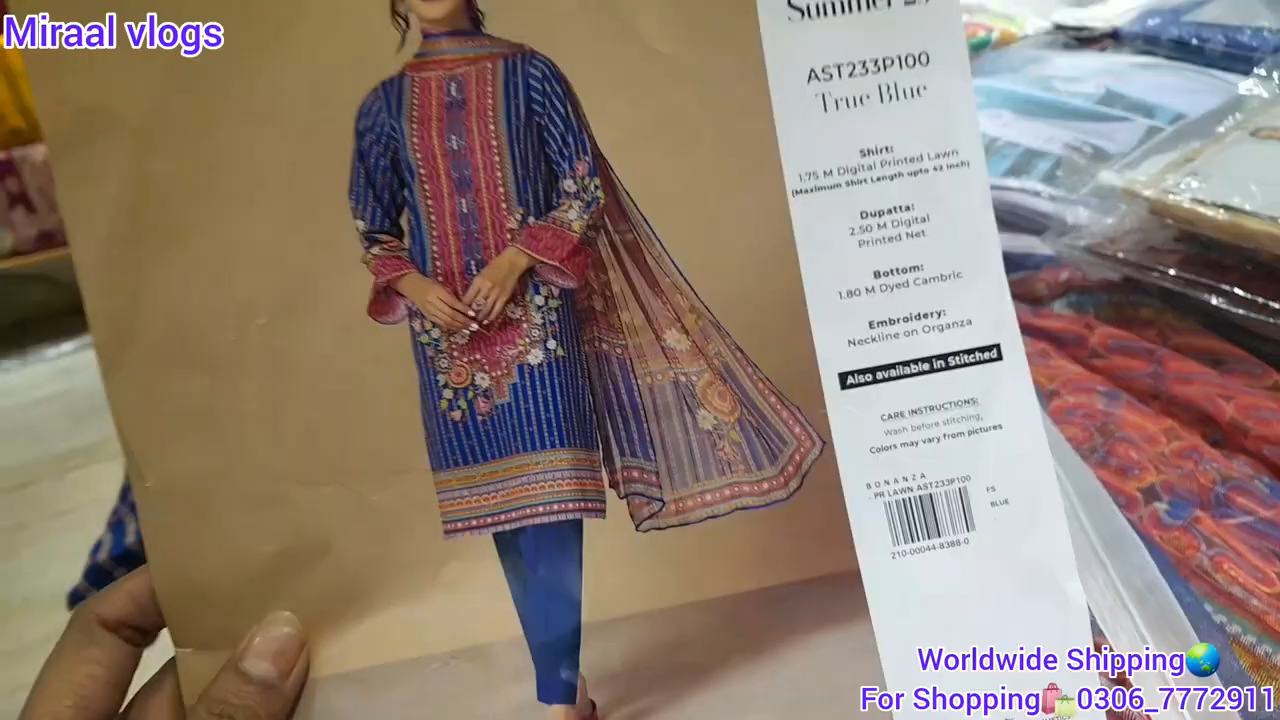 Miraal vlogs
Summer
AST233P100
True Blue
Shirt:
1.75 M Digital Printed Lawn
(Maximum Shirt Length upto 42 inch)
Dupatta:
2.50 M Digital
Printed Net
Bottom:
1.80 M Dyed Cambric
Embroidery:
Neckline on Organza
Also available in Stitched
CARE INSTRUCTIONS:
Wash before stitching,
Colors may vary from pictures
BONANZA
- PR LAWN AST233P100
FS
BLUE
210-00044-8388-0
Worldwide Shipping🌏
For Shopping🛍️0306_7772911